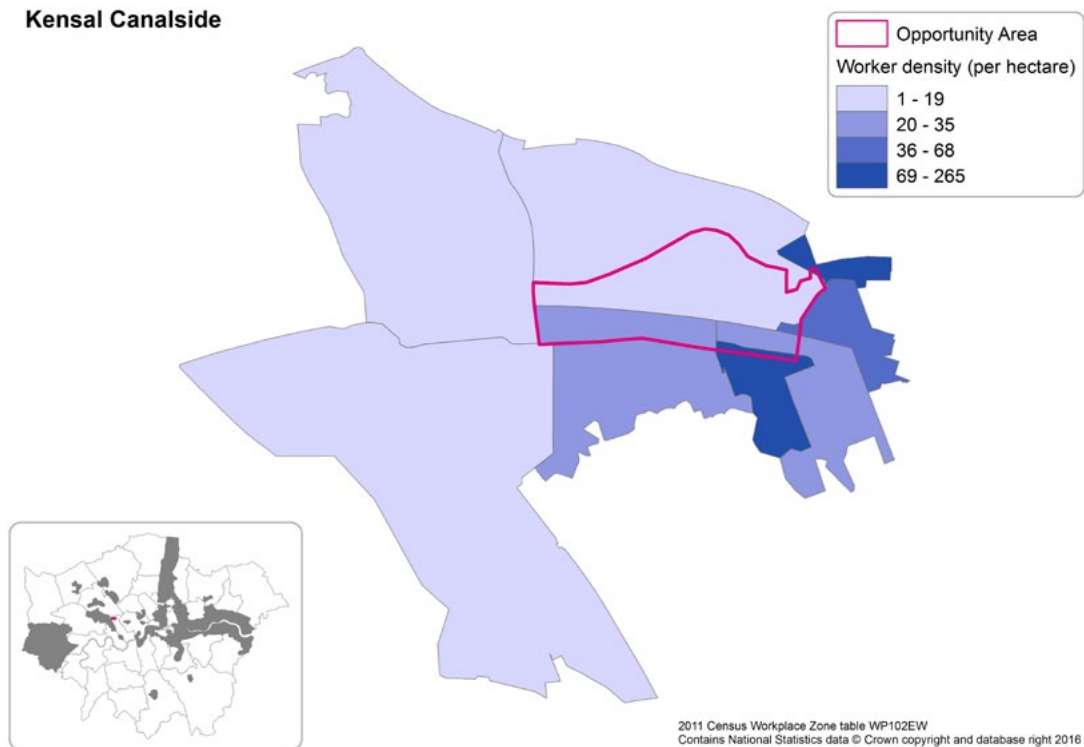 Kensal Canalside
Opportunity Area
Worker density (per hectare)
1 - 19
20 - 35
36 - 68
69 - 265
2011 Census Workplace Zone table WP102EW
Contains National Statistics data © Crown copyright and database right 2016